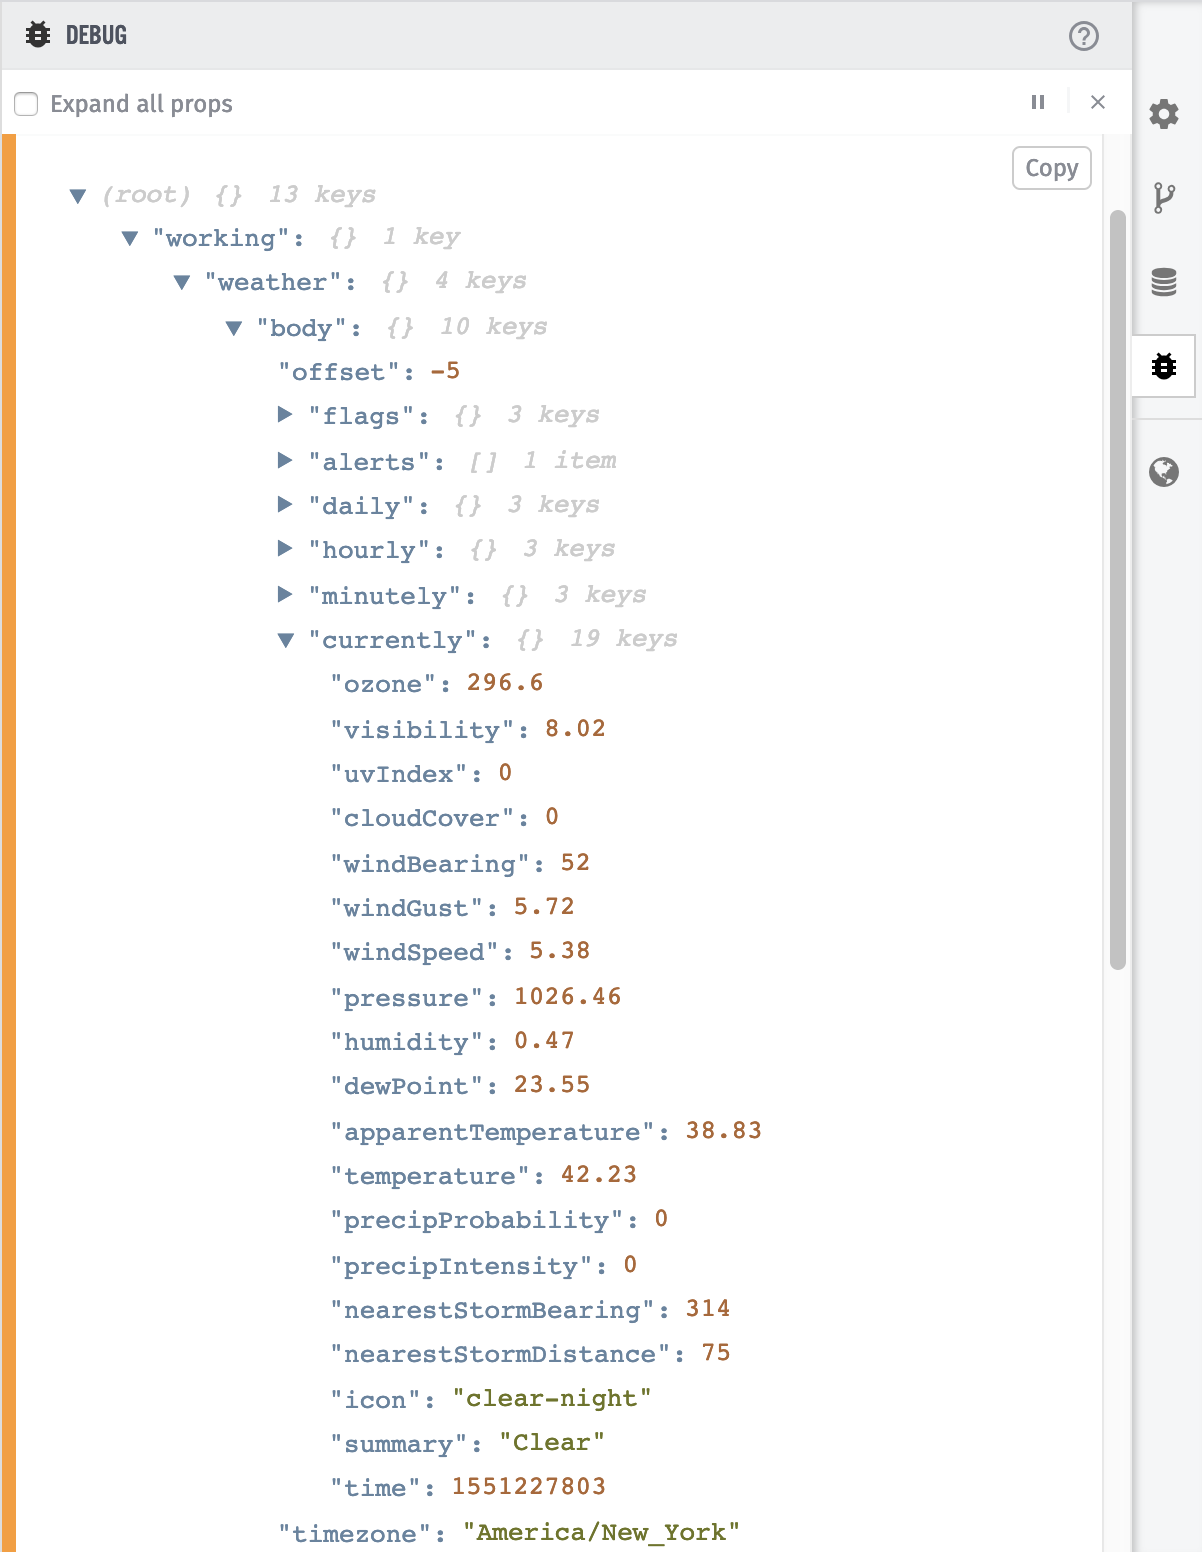 DEBUG
Expand all props
Copy
(root) {} 13 keys
"working": {} 1 key
"weather": {} 4 keys
"body": {} 10 keys
"offset": -5
"flags": {} 3 keys
"alerts": [] 1 item
"daily": {} 3 keys
"hourly": {} 3 keys
"minutely": {} 3 keys
"currently": {} 19 keys
"ozone": 296.6
"visibility": 8.02
"uvIndex": 0
"cloudCover": 0
"windBearing": 52
"windGust": 5.72
"windSpeed": 5.38
"pressure": 1026.46
"humidity": 0.47
"dewPoint": 23.55
"apparentTemperature": 38.83
"temperature": 42.23
"precipProbability": 0
"precipIntensity": 0
"nearestStormBearing": 314
"nearestStormDistance": 75
"icon": "clear-night"
"summary": "Clear"
"time": 1551227803
"timezone": "America/New_York"